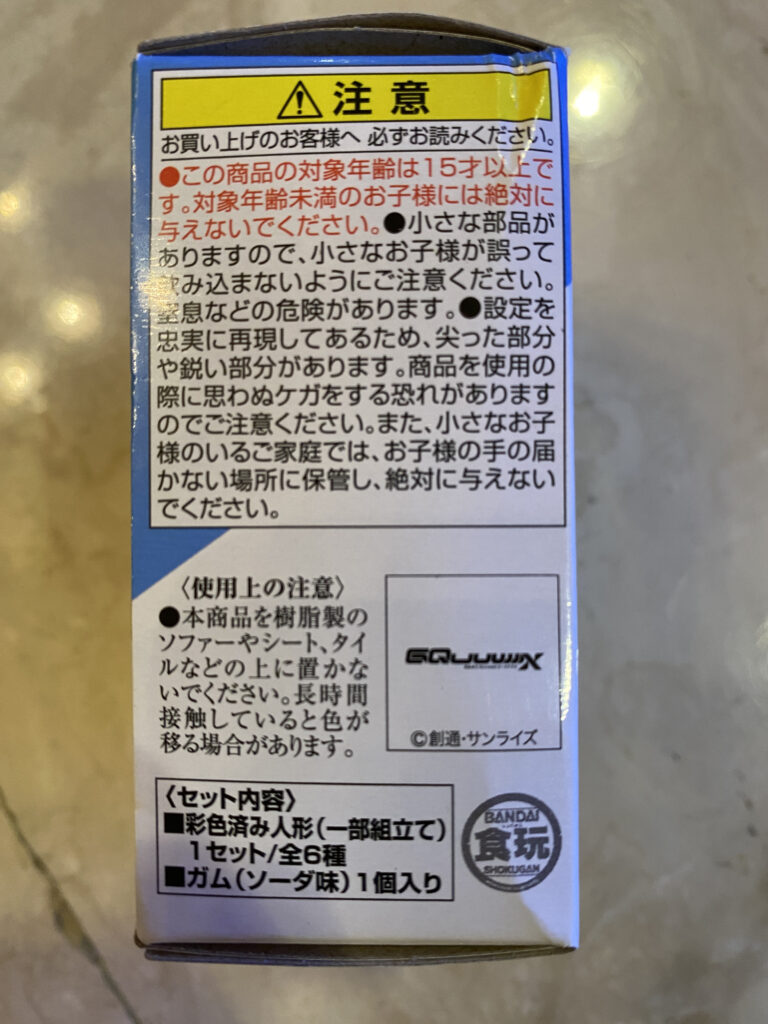 注意
お買い上げのお客様へ 必ずお読みください。
●この商品の対象年齢は15才以上で
す。対象年齢未満のお子様には絶対に
与えないでください。●小さな部品が
ありますので、小さなお子様が誤って
飲み込まないようにご注意ください。
窒息などの危険があります。●設定を
忠実に再現してあるため、尖った部分
や鋭い部分があります。商品を使用の
際に思わぬケガをする恐れがあります
のでご注意ください。また、小さなお子
様のいるご家庭では、お子様の手の届
かない場所に保管し、絶対に与えない
でください。
〈使用上の注意〉
●本商品を樹脂製の
ソファーやシート、タイ
ルなどの上に置かな
いでください。長時間
接触していると色が
移る場合があります。
GQuuuuuuX
©創通・サンライズ
〈セット内容〉
■彩色済み人形（一部組立て）
1セット/全6種
■ガム（ソーダ味）1個入り
BANDAI
食玩
SHOKUGAN